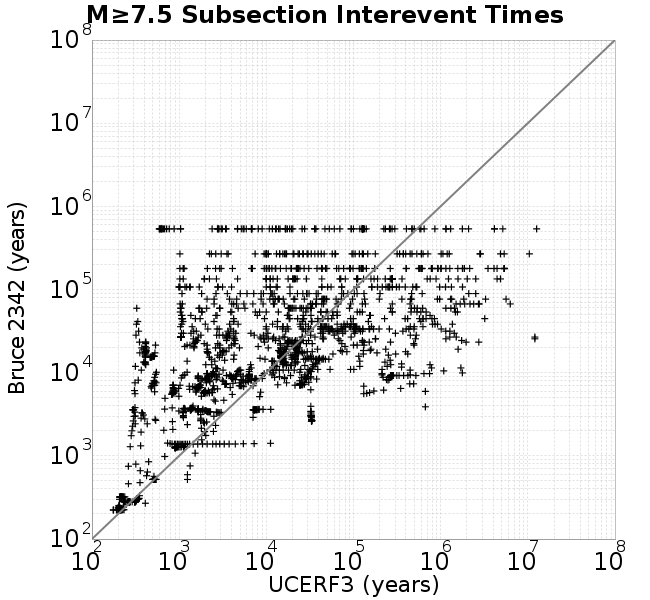 M≥7.5 Subsection Interevent Times
10^8
10^7
10^6
10^5
10^4
10^3
10^2
Bruce 2342 (years)
10^2 10^3 10^4 10^5 10^6 10^7 10^8
UCERF3 (years)